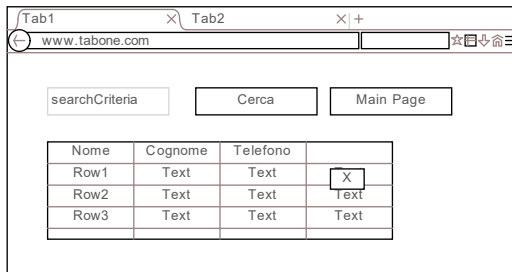 Tab1 Tab2
www.tabone.com
searchCriteria Cerca Main Page
Nome Cognome Telefono
Row1 Text Text
X
Row2 Text Text Text
Row3 Text Text Text